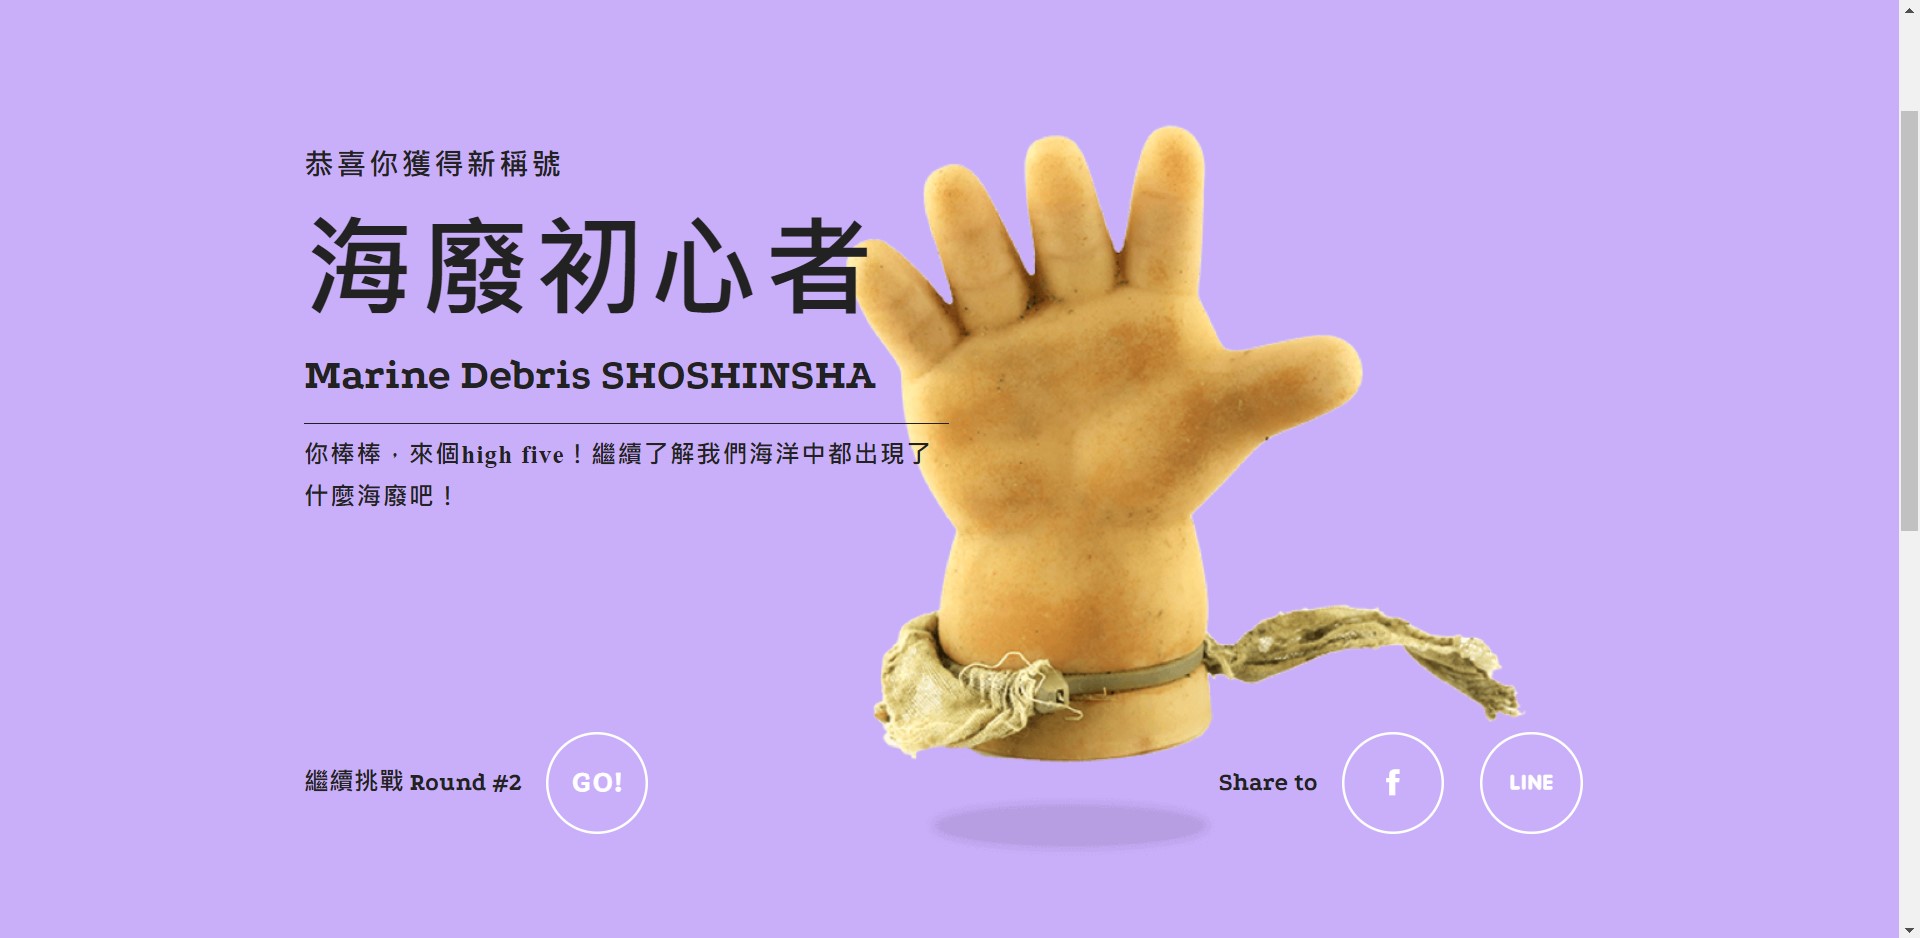 恭喜你獲得新稱號
海廢初心者
Marine Debris SHOSHINSHA
你棒棒，來個high five！繼續了解我們海洋中都出現了
什麼海廢吧！
繼續挑戰 Round #2 GO!
Share to f LINE